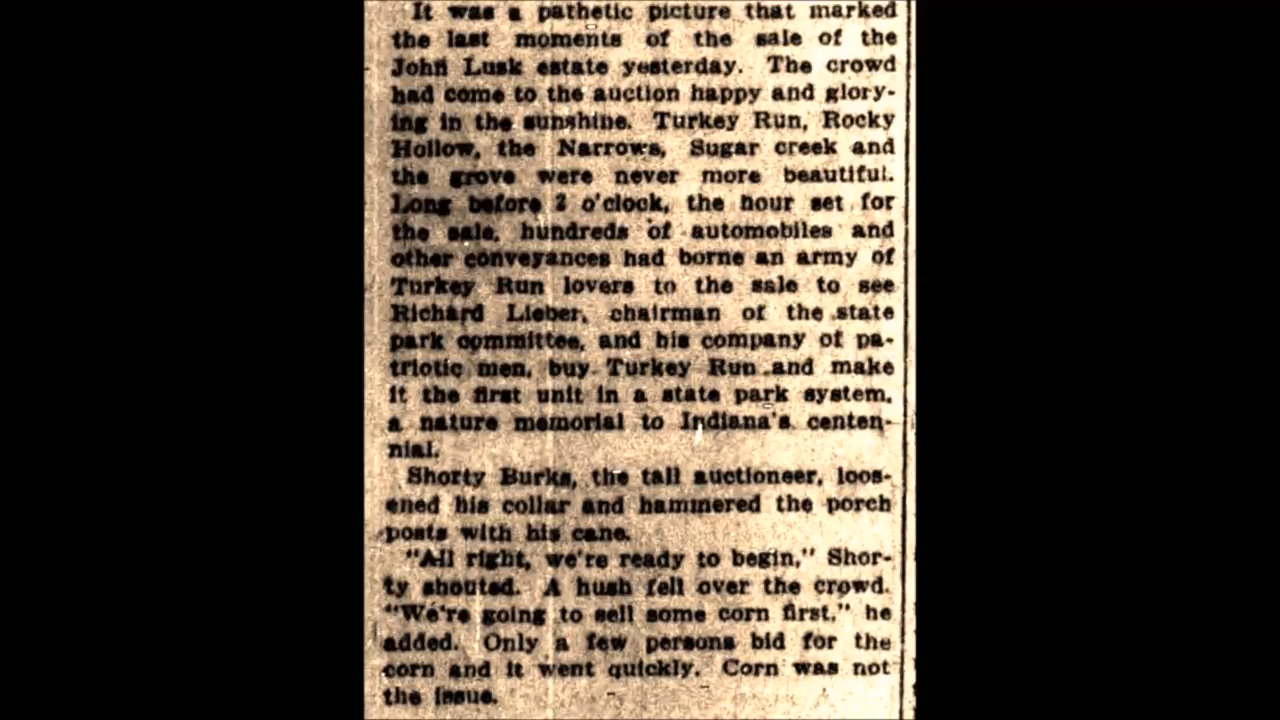 It was a pathetic picture that marked
the last moments of the sale of the
John Lusk estate yesterday. The crowd
had come to the auction happy and glory-
ing in the sunshine. Turkey Run, Rocky
Hollow, the Narrows, Sugar creek and
the grove were never more beautiful.
Long before 2 o'clock, the hour set for
the sale, hundreds of automobiles and
other conveyances had borne an army of
Turkey Run lovers to the sale to see
Richard Lieber, chairman of the state
park committee, and his company of pa-
triotic men, buy Turkey Run and make
it the first unit in a state park system,
a nature memorial to Indiana's centen-
nial.
Shorty Burks, the tall auctioneer, loos-
ened his collar and hammered the porch
posts with his cane.
"All right, we're ready to begin," Shor-
ty shouted. A hush fell over the crowd.
"We're going to sell some corn first," he
added. Only a few persons bid for the
corn and it went quickly. Corn was not
the issue.